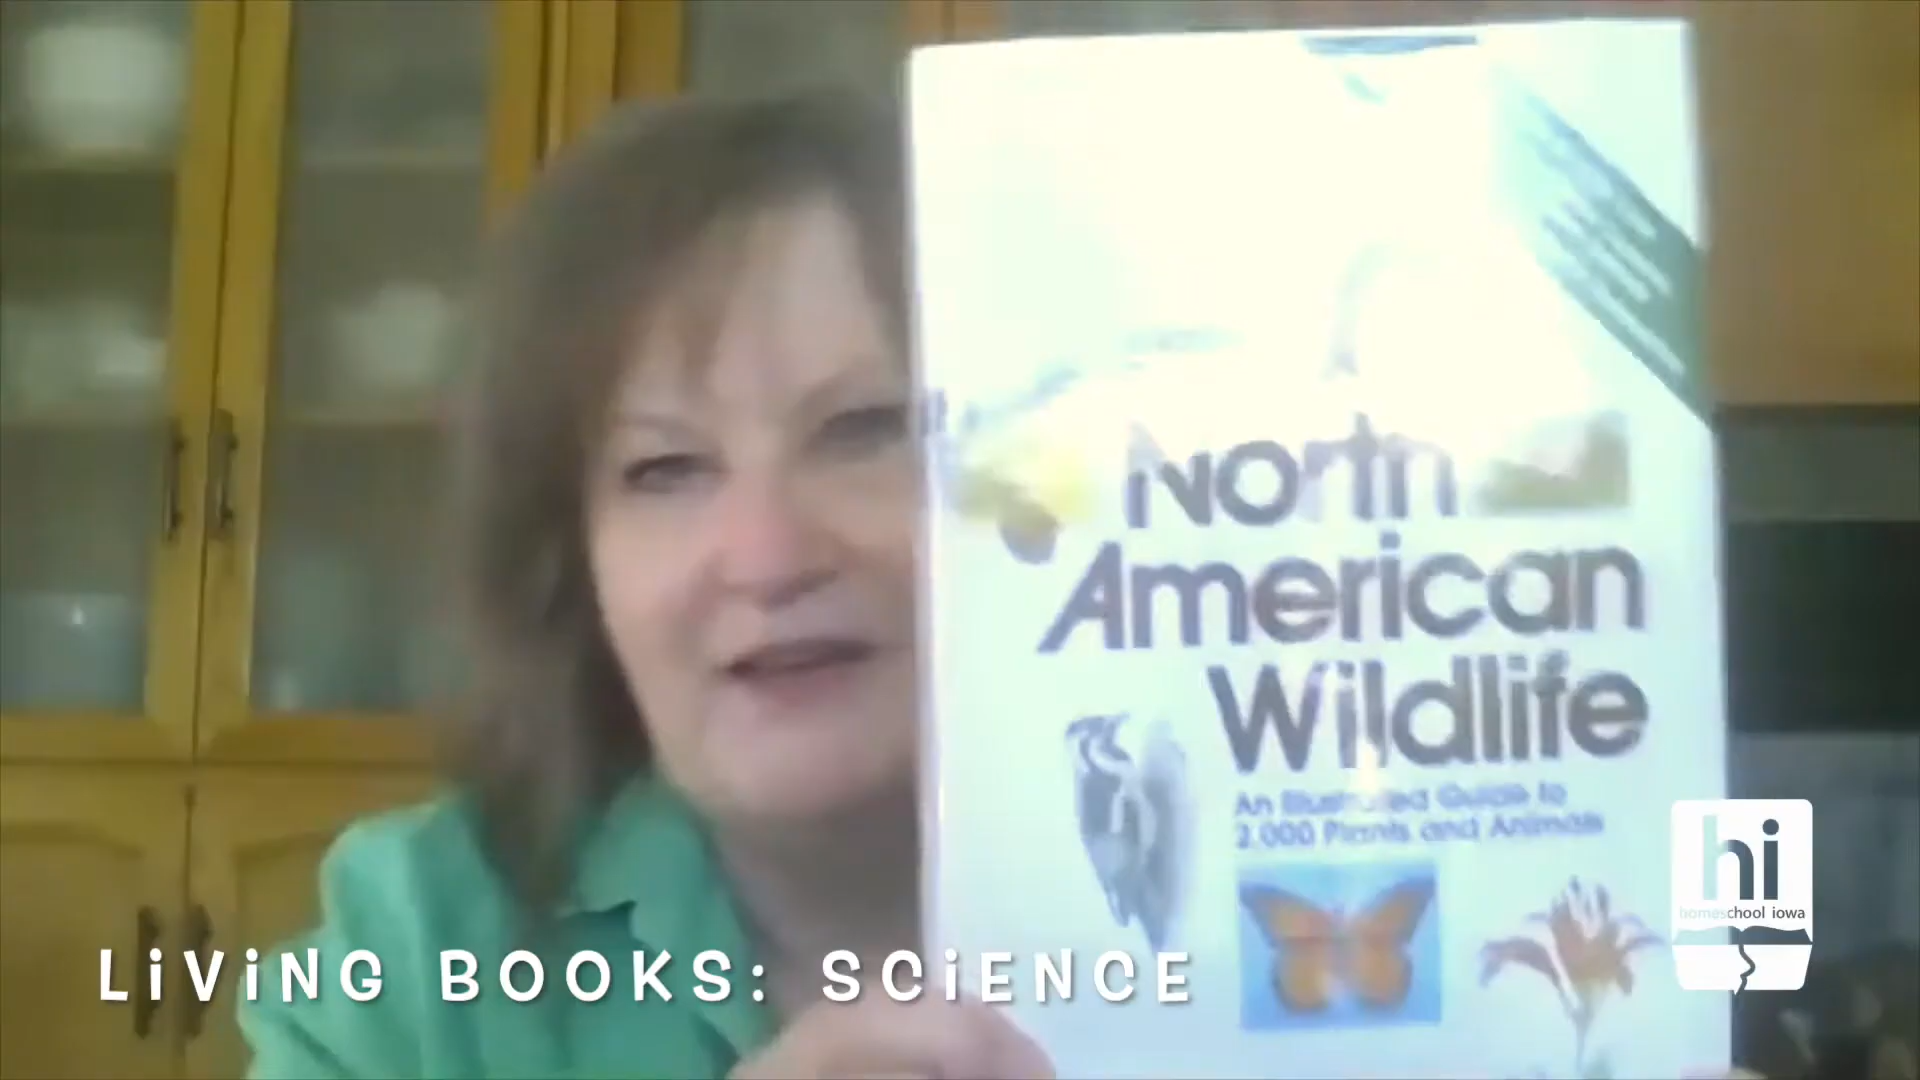 North
American
Wildlife
An Illustrated Guide to
2,000 Plants and Animals
hi
homeschool iowa
LiViNG BOOKS: SCiENCE